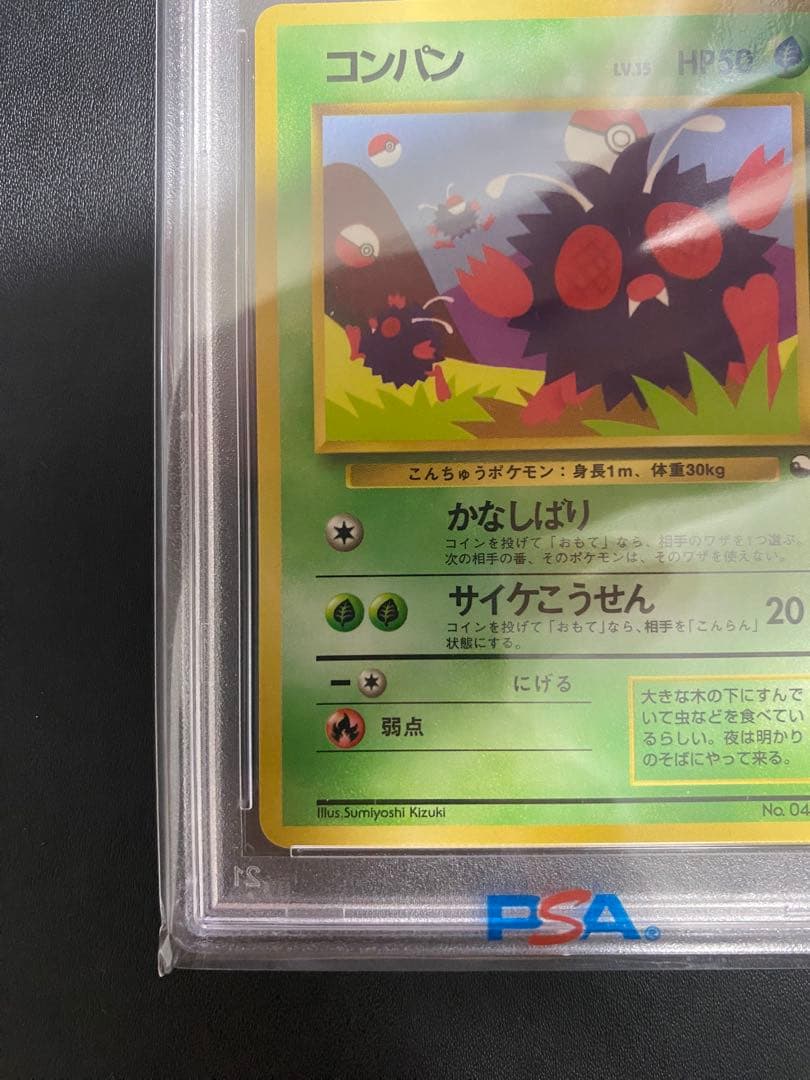 コンパン
LV.15 HP50
こんちゅうポケモン：身長1m、体重30kg
かなしばり
コインを投げて「おもて」なら、相手のワザを1つ選ぶ。
次の相手の番、そのポケモンは、そのワザを使えない。
サイケこうせん 20
コインを投げて「おもて」なら、相手を「こんらん」
状態にする。
にげる
弱点
大きな木の下にすんで
いて虫などを食べてい
るらしい。夜は明かり
のそばにやって来る。
Illus.Sumiyoshi Kizuki
No. 04
21
PSA®